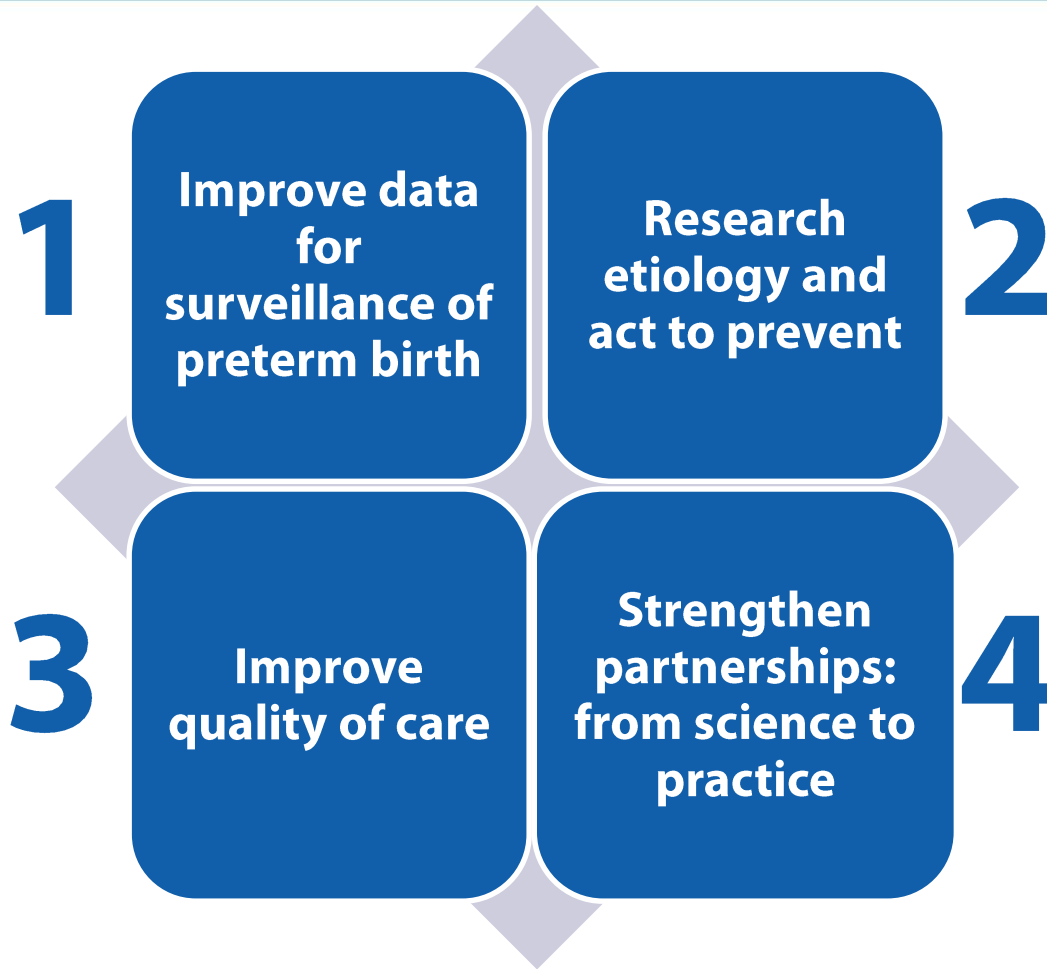 1
Improve data
for
surveillance of
preterm birth
Research
etiology and
act to prevent
2
3
Improve
quality of care
Strengthen
partnerships:
from science to
practice
4